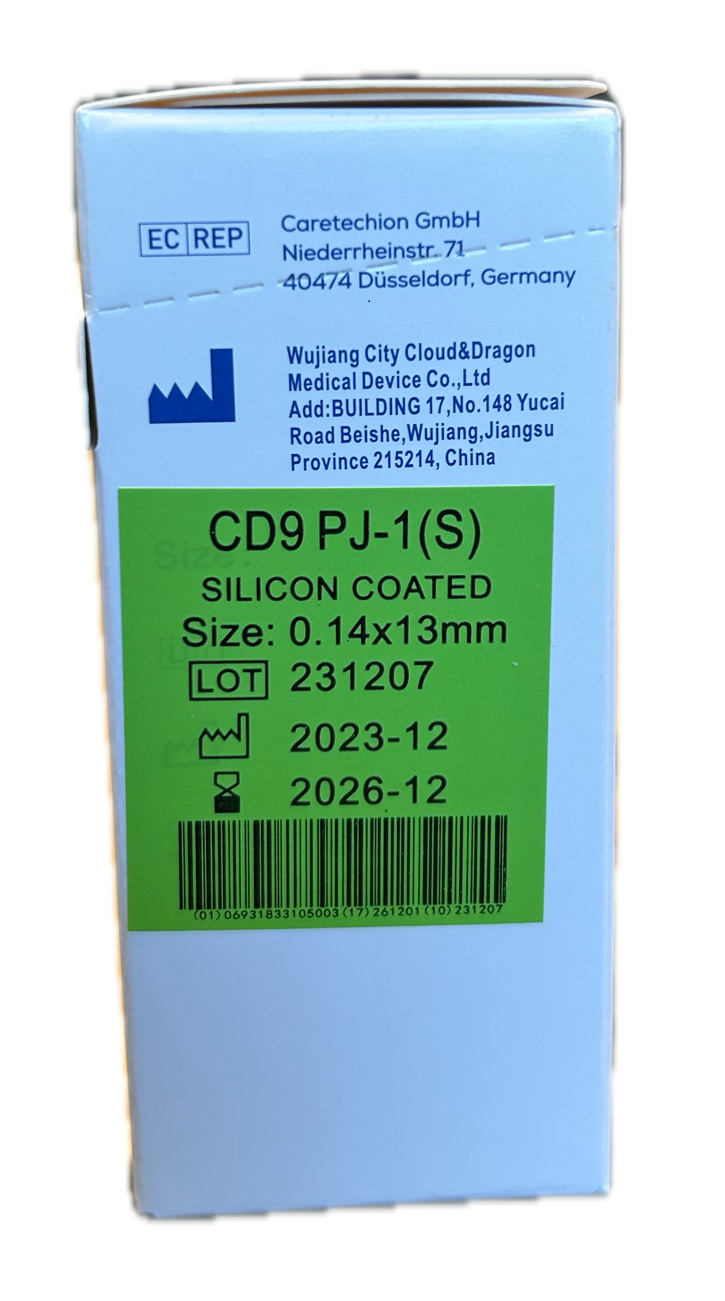 EC REP
Caretechion GmbH
Niederrheinstr. 71
40474 Düsseldorf, Germany
Wujiang City Cloud&Dragon
Medical Device Co.,Ltd
Add:BUILDING 17,No.148 Yucai
Road Beishe,Wujiang,Jiangsu
Province 215214, China
CD9 PJ-1(S)
Size:
SILICON COATED
Size: 0.14x13mm
LOT 231207
2023-12
2026-12
(01) 06931833105003 (17) 261201 (10) 231207